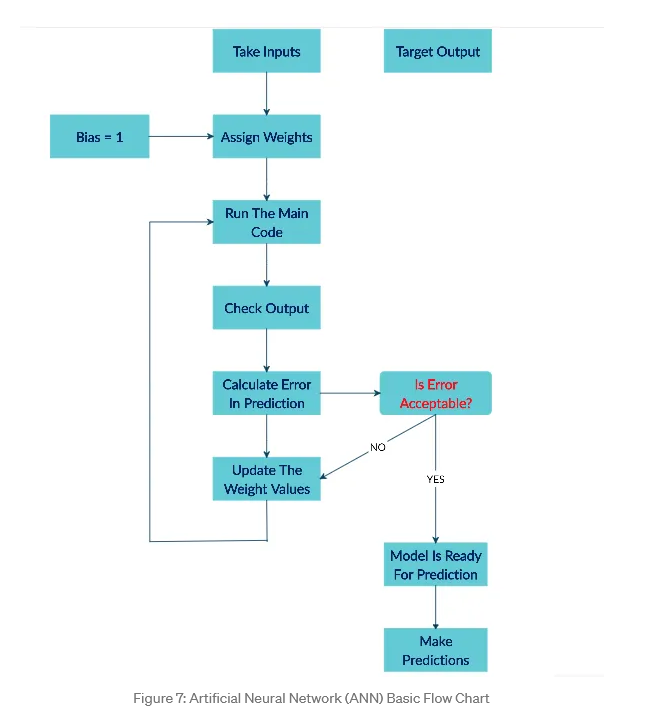 Take Inputs
Target Output
Bias = 1
Assign Weights
Run The Main
Code
Check Output
Calculate Error
In Prediction
Is Error
Acceptable?
NO
Update The
Weight Values
YES
Model Is Ready
For Prediction
Make
Predictions
Figure 7: Artificial Neural Network (ANN) Basic Flow Chart